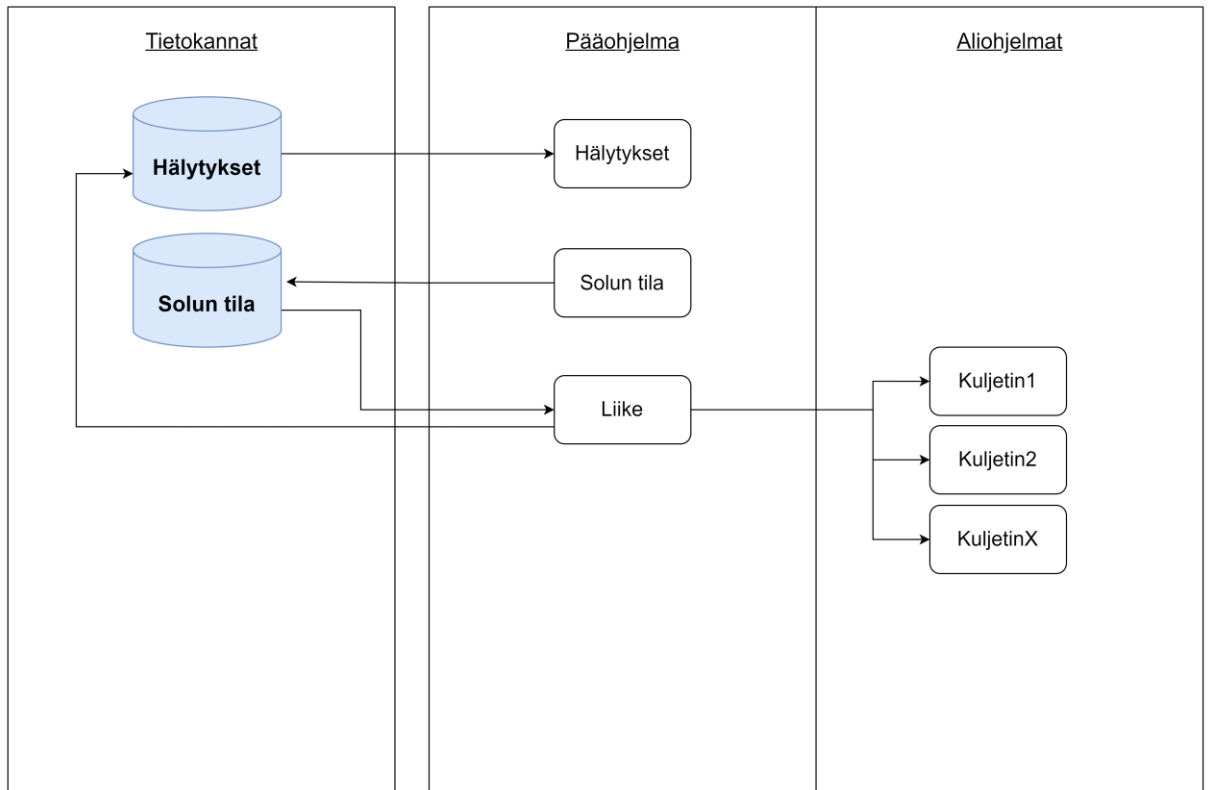 Tietokannat
Pääohjelma
Aliohjelmat
Hälytykset
Hälytykset
Solun tila
Solun tila
Liike
Kuljetin1
Kuljetin2
KuljetinX